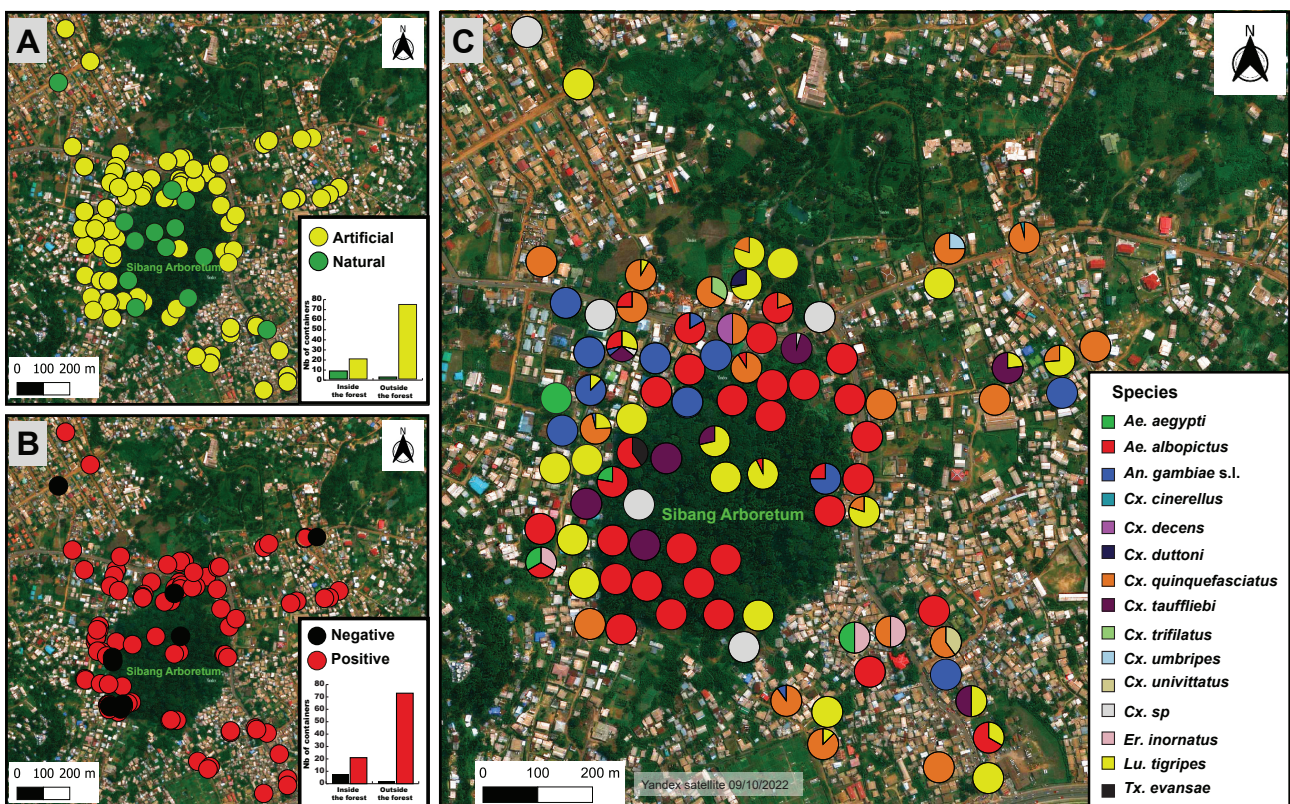 A
N
Artificial
Natural
Sibang Arboretum
80
70
60
50
40
30
20
10
0
Nb of containers
Inside
the forest
Outside
the forest
0 100 200 m
B
N
Negative
Positive
Sibang Arboretum
80
70
60
50
40
30
20
10
0
Nb of containers
Inside
the forest
Outside
the forest
0 100 200 m
C
N
Sibang Arboretum
Species
Ae. aegypti
Ae. albopictus
An. gambiae s.l.
Cx. cinerellus
Cx. decens
Cx. duttoni
Cx. quinquefasciatus
Cx. tauffliebi
Cx. trifilatus
Cx. umbripes
Cx. univittatus
Cx. sp
Er. inornatus
Lu. tigripes
Tx. evansae
0 100 200 m
Yandex satellite 09/10/2022